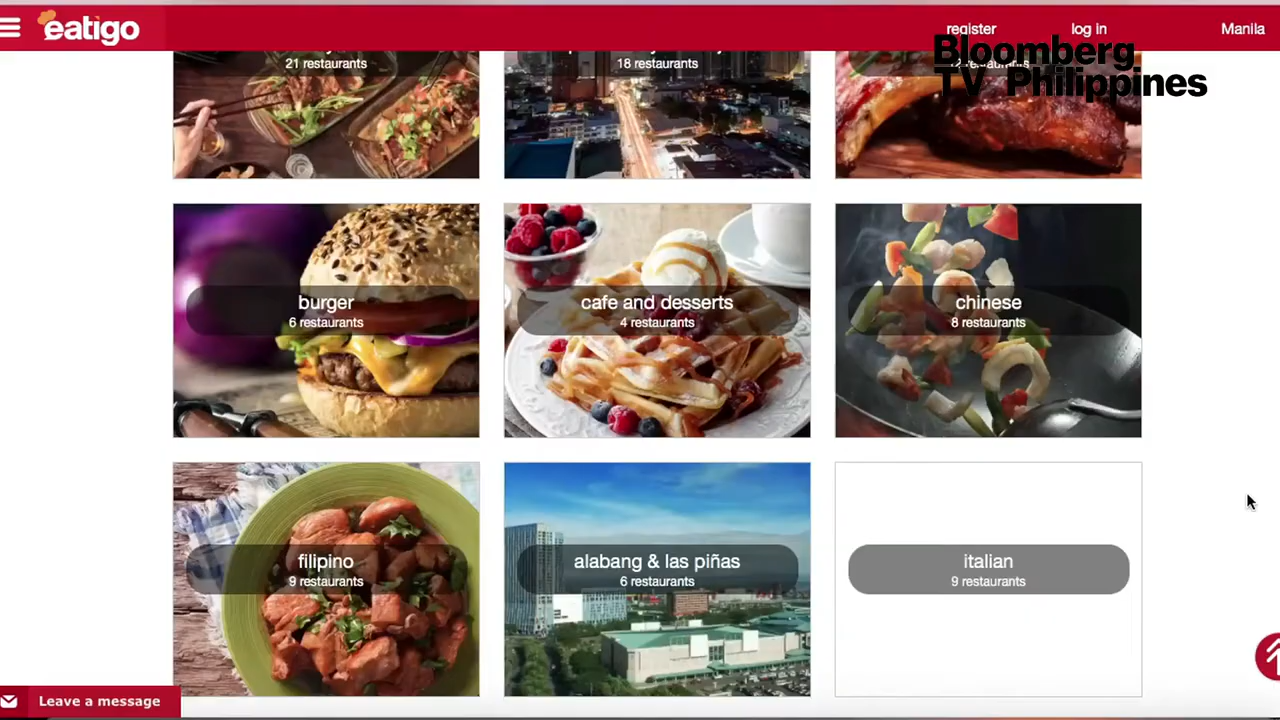 eatigo
register
log in
Manila
Bloomberg
TV Philippines
21 restaurants
18 restaurants
burger
6 restaurants
cafe and desserts
4 restaurants
chinese
8 restaurants
filipino
9 restaurants
alabang & las piñas
6 restaurants
italian
9 restaurants
Leave a message